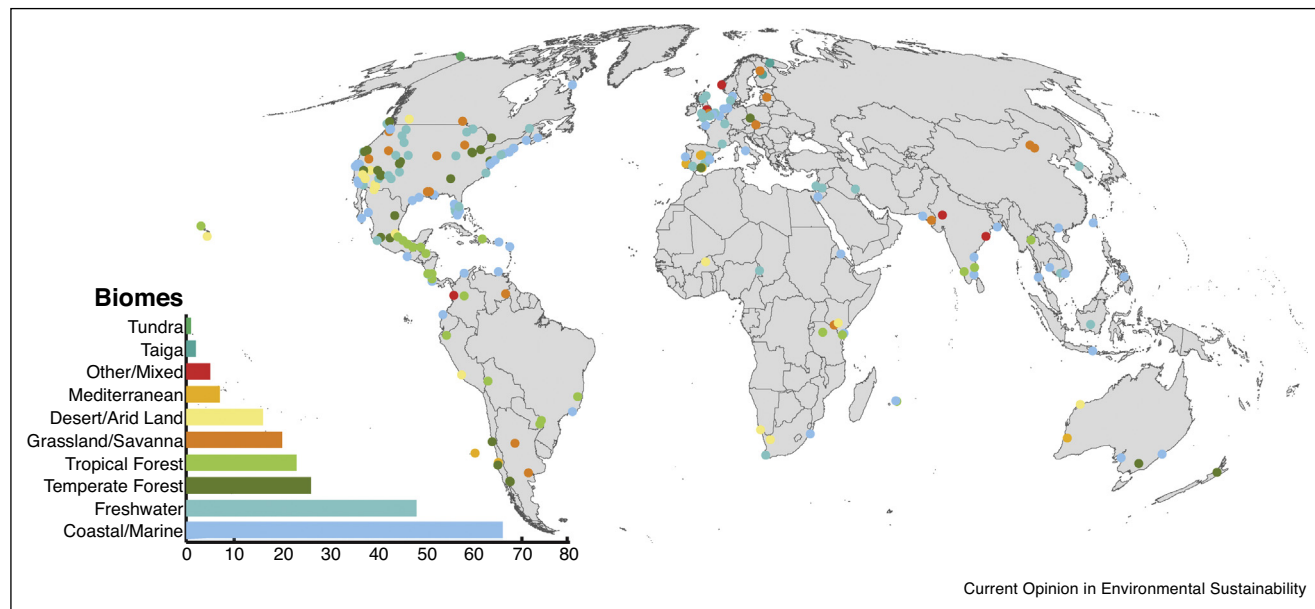 Biomes
Tundra
Taiga
Other/Mixed
Mediterranean
Desert/Arid Land
Grassland/Savanna
Tropical Forest
Temperate Forest
Freshwater
Coastal/Marine
0 10 20 30 40 50 60 70 80
Current Opinion in Environmental Sustainability